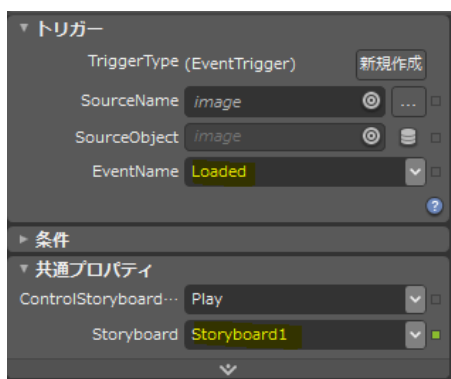 トリガー
TriggerType (EventTrigger) 新規作成
SourceName image ...
SourceObject image
EventName Loaded
?
条件
共通プロパティ
ControlStoryboard… Play
Storyboard Storyboard1